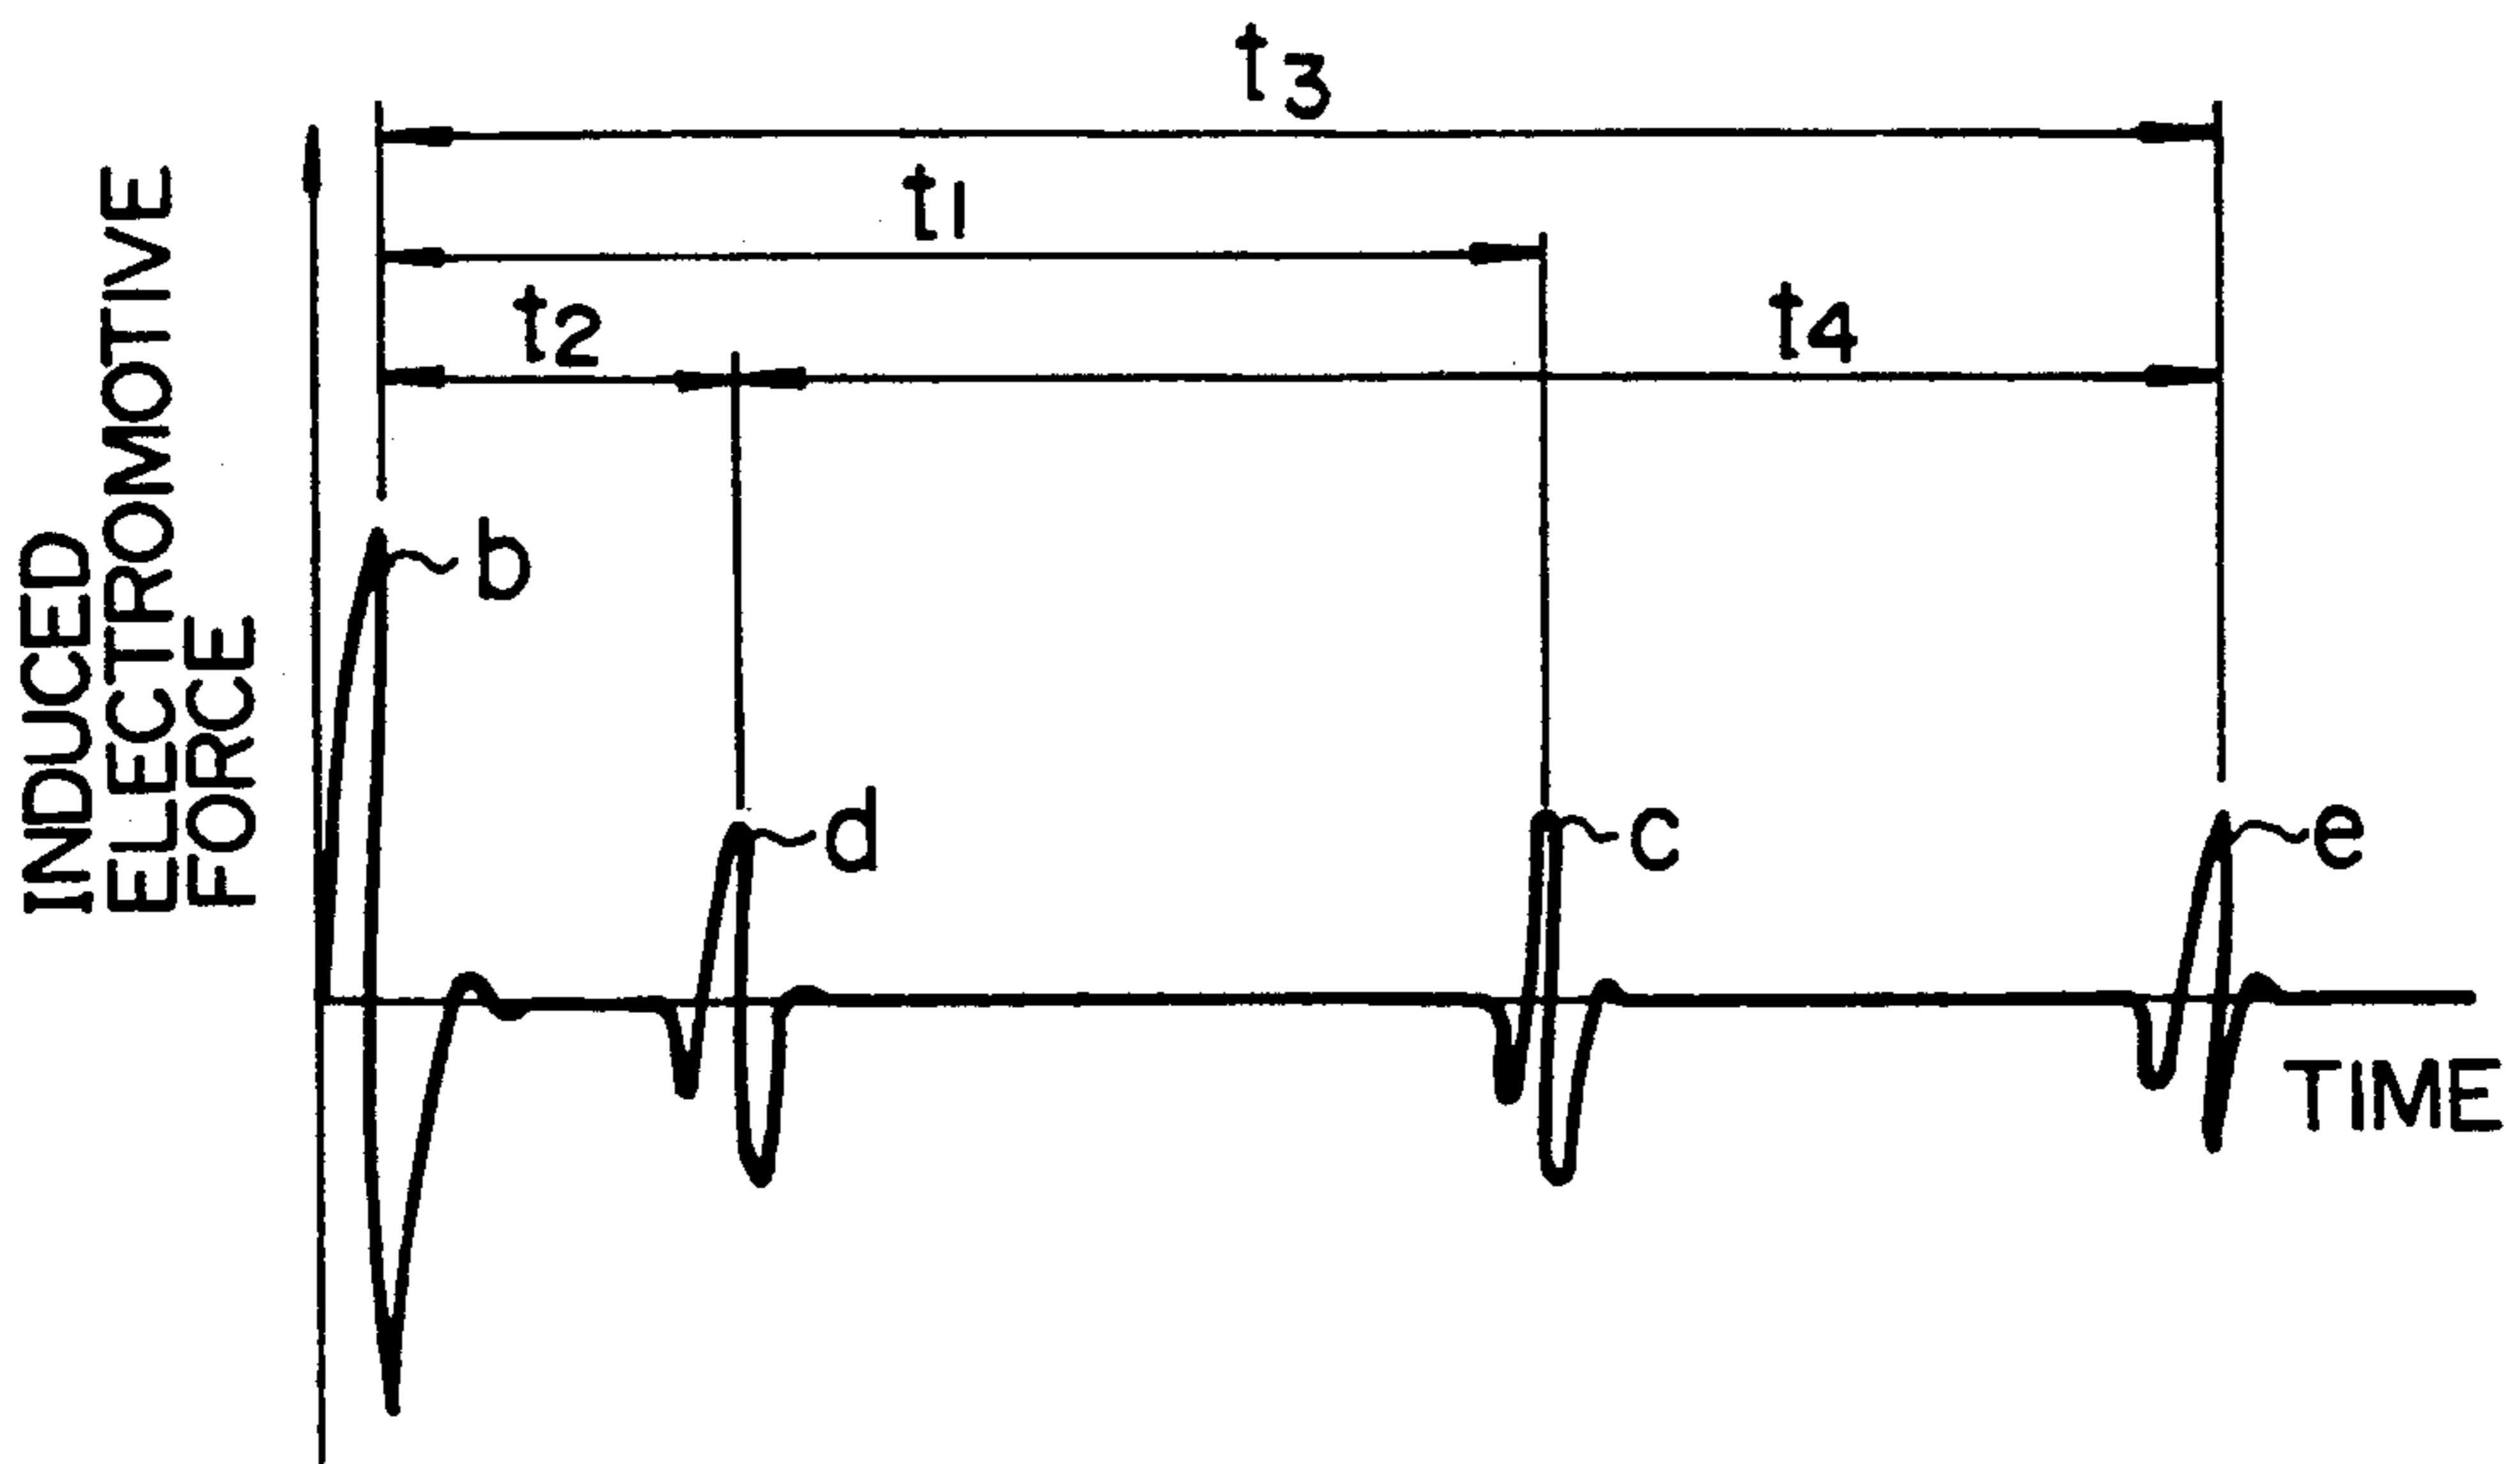 t3
t1
t2
t4
INDUCED
ELECTROMOTIVE
FORCE
b
d
c
e
TIME